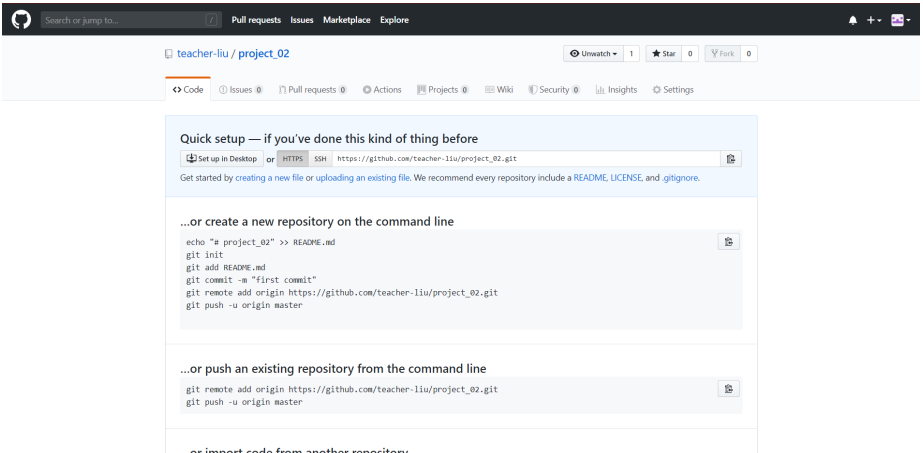 Search or jump to... /
Pull requests Issues Marketplace Explore
teacher-liu / project_02
Unwatch 1 Star 0 Fork 0
Code Issues 0 Pull requests 0 Actions Projects 0 Wiki Security 0 Insights Settings
Quick setup — if you've done this kind of thing before
Set up in Desktop or HTTPS SSH https://github.com/teacher-liu/project_02.git
Get started by creating a new file or uploading an existing file. We recommend every repository include a README, LICENSE, and .gitignore.
...or create a new repository on the command line
echo "# project_02" >> README.md
git init
git add README.md
git commit -m "first commit"
git remote add origin https://github.com/teacher-liu/project_02.git
git push -u origin master
...or push an existing repository from the command line
git remote add origin https://github.com/teacher-liu/project_02.git
git push -u origin master
...or import code from another repository